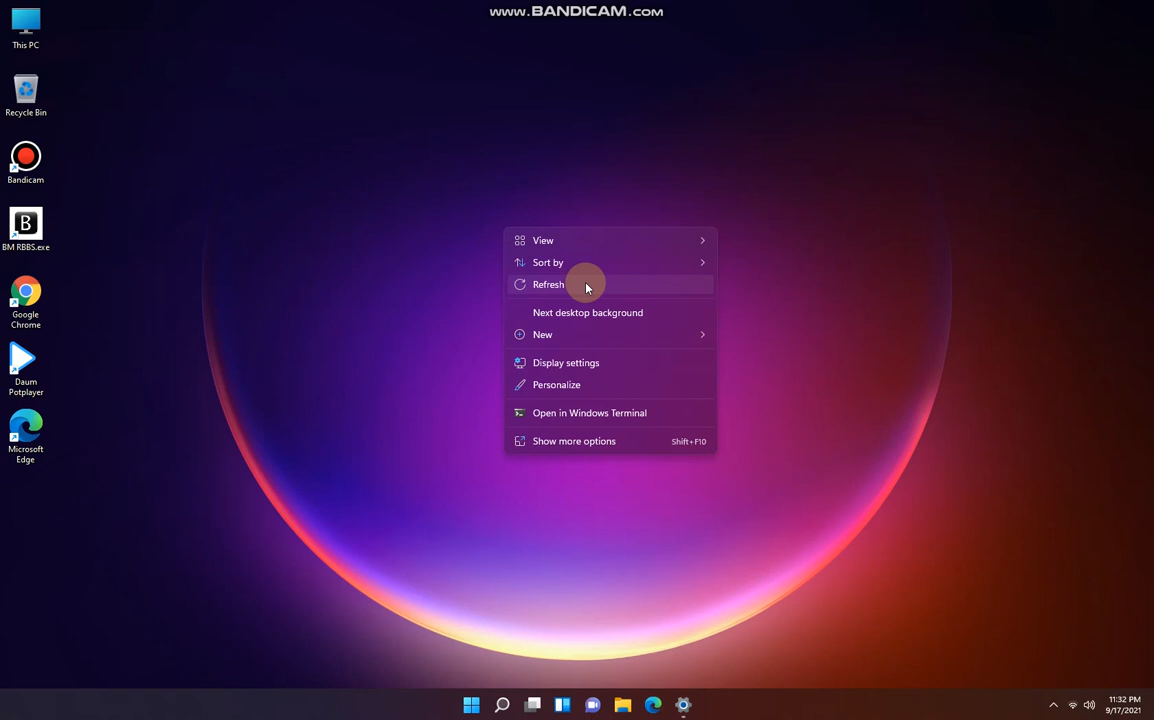 www.BANDICAM.com
This PC
Recycle Bin
Bandicam
B
BM RBBS.exe
Google
Chrome
Daum
Potplayer
Microsoft
Edge
View
Sort by
Refresh
Next desktop background
New
Display settings
Personalize
Open in Windows Terminal
Show more options Shift+F10
11:32 PM
9/17/2021